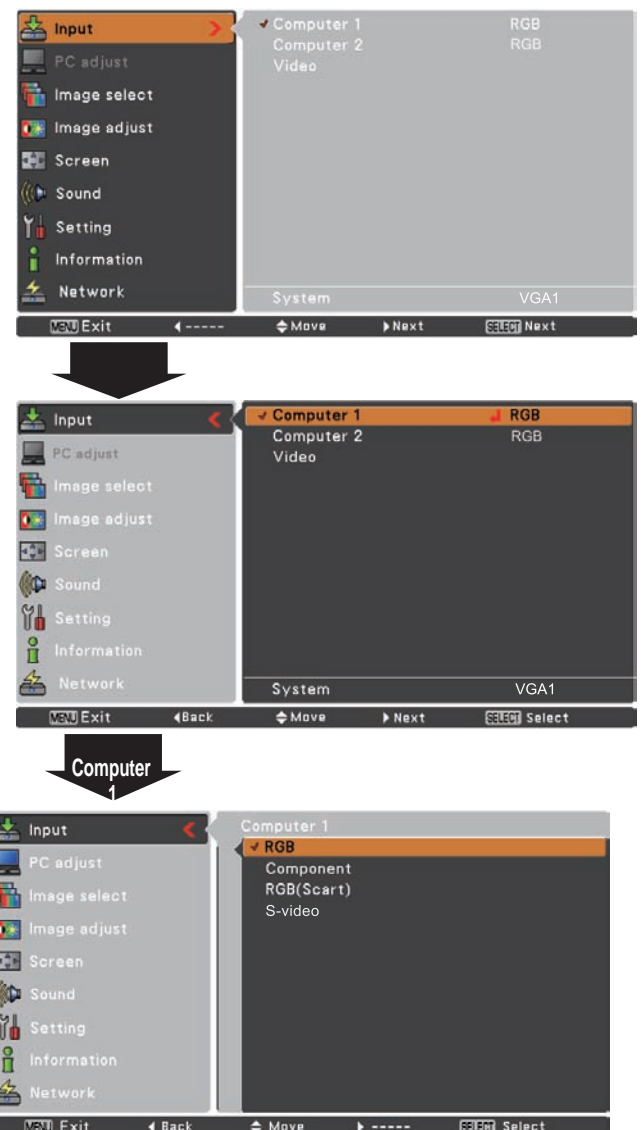 Input
PC adjust
Image select
Image adjust
Screen
Sound
Setting
Information
Network
Computer 1 RGB
Computer 2 RGB
Video
System VGA1
MENU Exit ----- Move Next SELECT Next
Input
PC adjust
Image select
Image adjust
Screen
Sound
Setting
Information
Network
Computer 1 RGB
Computer 2 RGB
Video
System VGA1
MENU Exit Back Move Next SELECT Select
Computer
1
Input
PC adjust
Image select
Image adjust
Screen
Sound
Setting
Information
Network
Computer 1
RGB
Component
RGB(Scart)
S-video
MENU Exit Back Move ----- SELECT Select